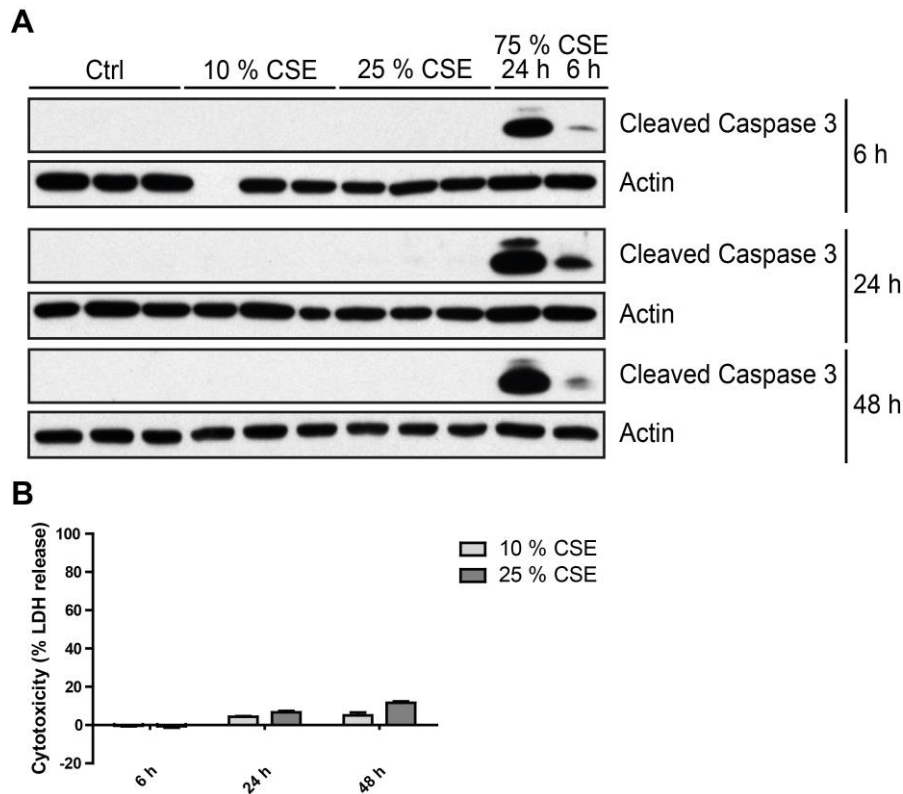 A
75 % CSE
Ctrl 10 % CSE 25 % CSE 24 h 6 h
Cleaved Caspase 3
6 h
Actin
Cleaved Caspase 3
24 h
Actin
Cleaved Caspase 3
48 h
Actin
B
Cytotoxicity (% LDH release)
100
80
60
40
20
0
-20
6 h 24 h 48 h
10 % CSE
25 % CSE